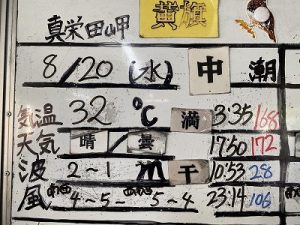 真栄田岬 黄旗
8/20(水) 中潮
気温 32℃ 満 3:35 168
天気 晴/曇 17:50 172
波 2~1m 干 10:53 28
風 4~5~ 5~4 23:14 106